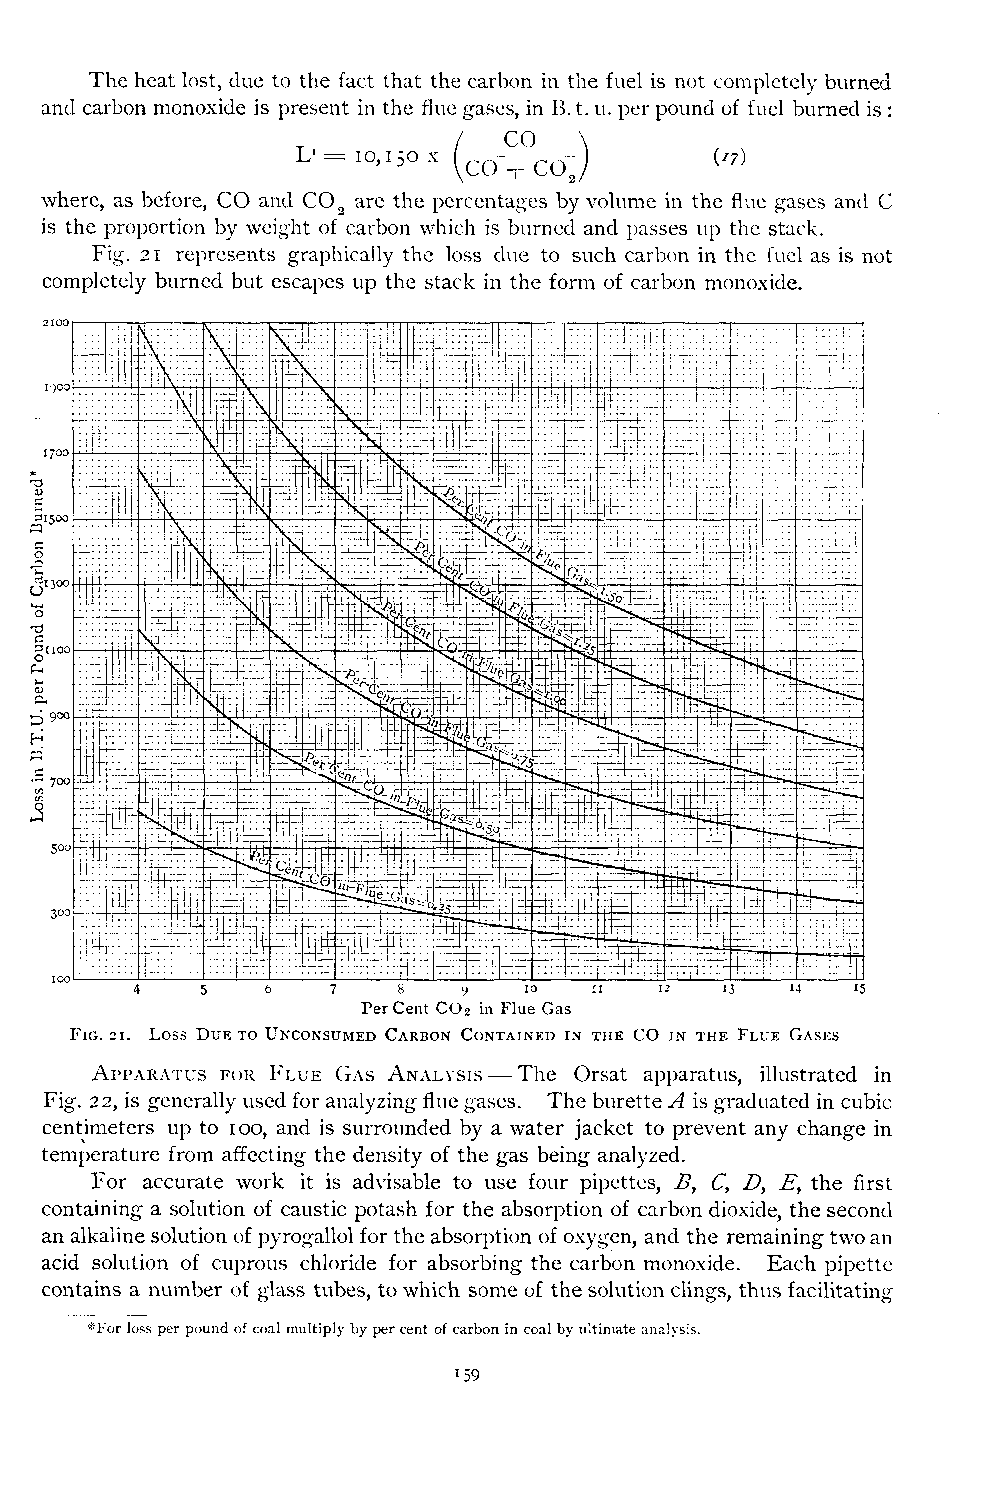 The heat lost, due to the fact that the carbon in the fuel is not completely burned
and carbon monoxide is present in the flue gases, in B. t. u. per pound of fuel burned is :
L' = 10,150 x ( CO / CO + CO₂ ) (17)
where, as before, CO and CO₂ are the percentages by volume in the flue gases and C
is the proportion by weight of carbon which is burned and passes up the stack.
Fig. 21 represents graphically the loss due to such carbon in the fuel as is not
completely burned but escapes up the stack in the form of carbon monoxide.
Loss in B.T.U. per Pound of Carbon Burned*
2100
1900
1700
1500
1300
1100
900
700
500
300
100
Per Cent CO in Flue Gas=1.50
Per Cent CO in Flue Gas=1.25
Per Cent CO in Flue Gas=1.00
Per Cent CO in Flue Gas=0.75
Per Cent CO in Flue Gas=0.50
Per Cent CO in Flue Gas=0.25
4 5 6 7 8 9 10 11 12 13 14 15
Per Cent CO₂ in Flue Gas
Fig. 21. Loss Due to Unconsumed Carbon Contained in the CO in the Flue Gases
Apparatus for Flue Gas Analysis — The Orsat apparatus, illustrated in
Fig. 22, is generally used for analyzing flue gases. The burette A is graduated in cubic
centimeters up to 100, and is surrounded by a water jacket to prevent any change in
temperature from affecting the density of the gas being analyzed.
For accurate work it is advisable to use four pipettes, B, C, D, E, the first
containing a solution of caustic potash for the absorption of carbon dioxide, the second
an alkaline solution of pyrogallol for the absorption of oxygen, and the remaining two an
acid solution of cuprous chloride for absorbing the carbon monoxide. Each pipette
contains a number of glass tubes, to which some of the solution clings, thus facilitating
*For loss per pound of coal multiply by per cent of carbon in coal by ultimate analysis.
159